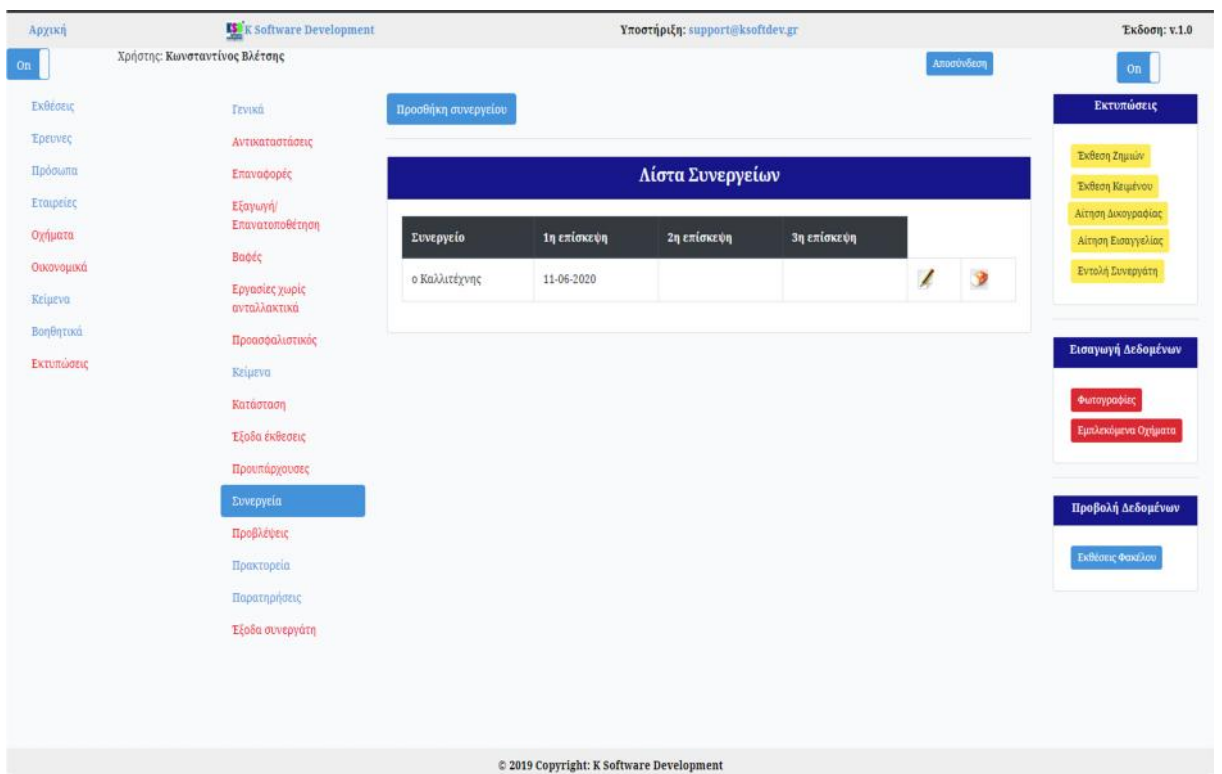 Αρχική
K Software Development
Υποστήριξη: support@ksoftdev.gr
Έκδοση: v.1.0
On
Χρήστης: Κωνσταντίνος Βλέτσης
Αποσύνδεση
On
Εκθέσεις
Έρευνες
Πρόσωπα
Εταιρείες
Οχήματα
Οικονομικά
Κείμενα
Βοηθητικά
Εκτυπώσεις
Γενικά
Αντικαταστάσεις
Επαναφορές
Εξαγωγή/
Επανατοποθέτηση
Βαφές
Εργασίες χωρίς
ανταλλακτικά
Προασφαλιστικός
Κείμενα
Κατάσταση
Έξοδα έκθεσεις
Προυπάρχουσες
Συνεργεία
Προβλέψεις
Πρακτορεία
Παρατηρήσεις
Έξοδα συνεργάτη
Προσθήκη συνεργείου
Λίστα Συνεργείων
Συνεργείο 1η επίσκεψη 2η επίσκεψη 3η επίσκεψη
ο Καλλιτέχνης 11-06-2020
Εκτυπώσεις
Έκθεση Ζημιών
Έκθεση Κειμένου
Αίτηση Δικογραφίας
Αίτηση Εισαγγελίας
Εντολή Συνεργάτη
Εισαγωγή Δεδομένων
Φωτογραφίες
Εμπλεκόμενα Οχήματα
Προβολή Δεδομένων
Εκθέσεις Φακέλου
© 2019 Copyright: K Software Development